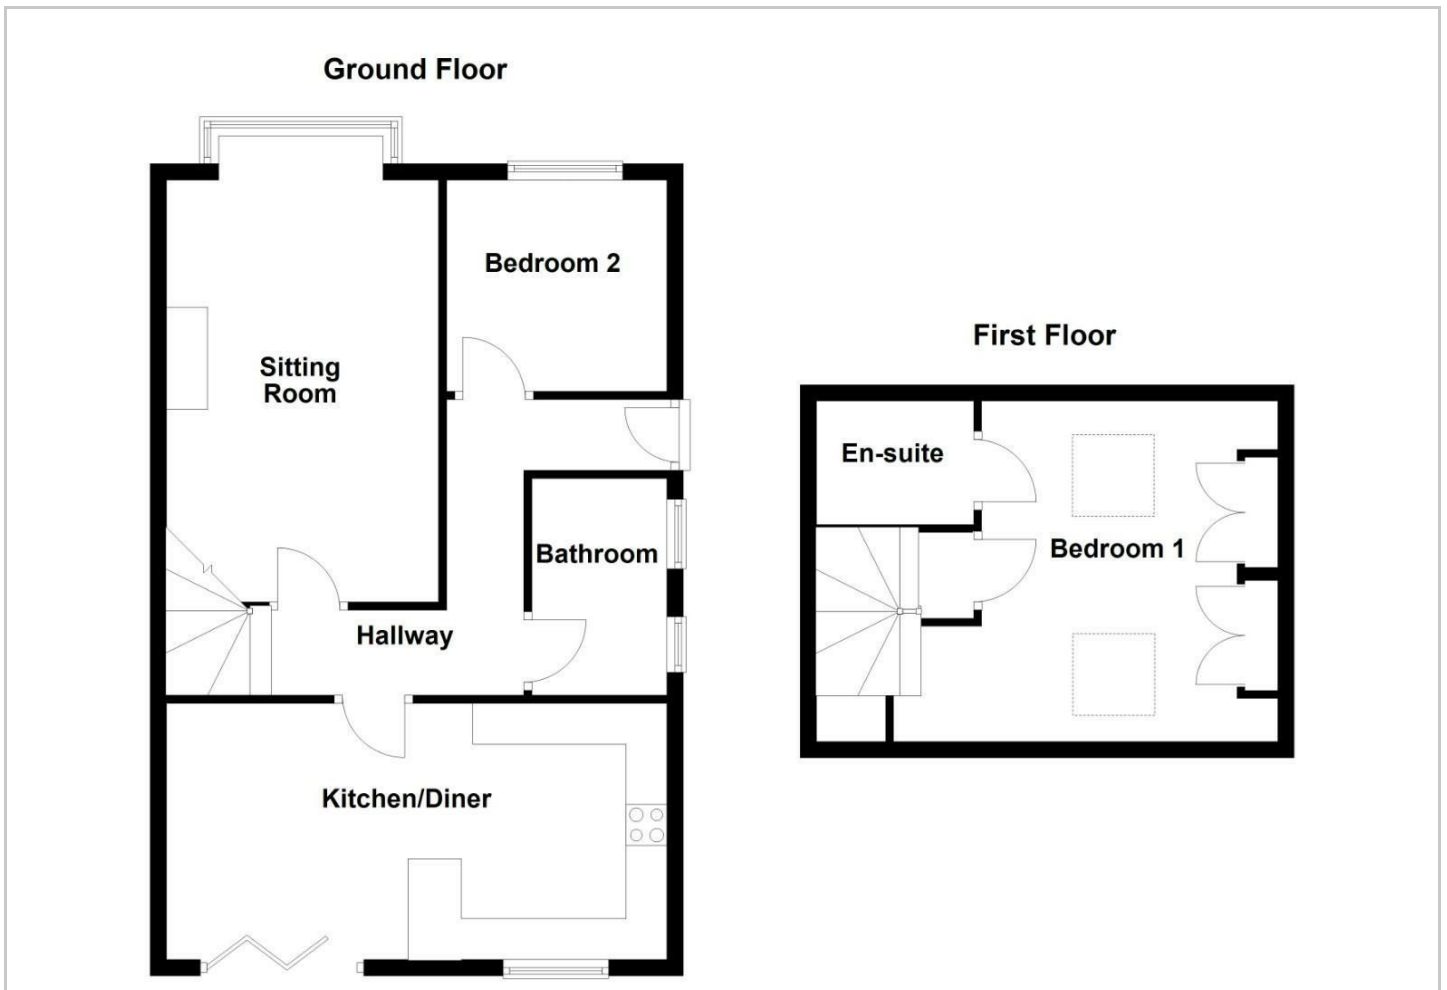 Ground Floor
Bedroom 2
Sitting
Room
Bathroom
Hallway
Kitchen/Diner
First Floor
En-suite
Bedroom 1